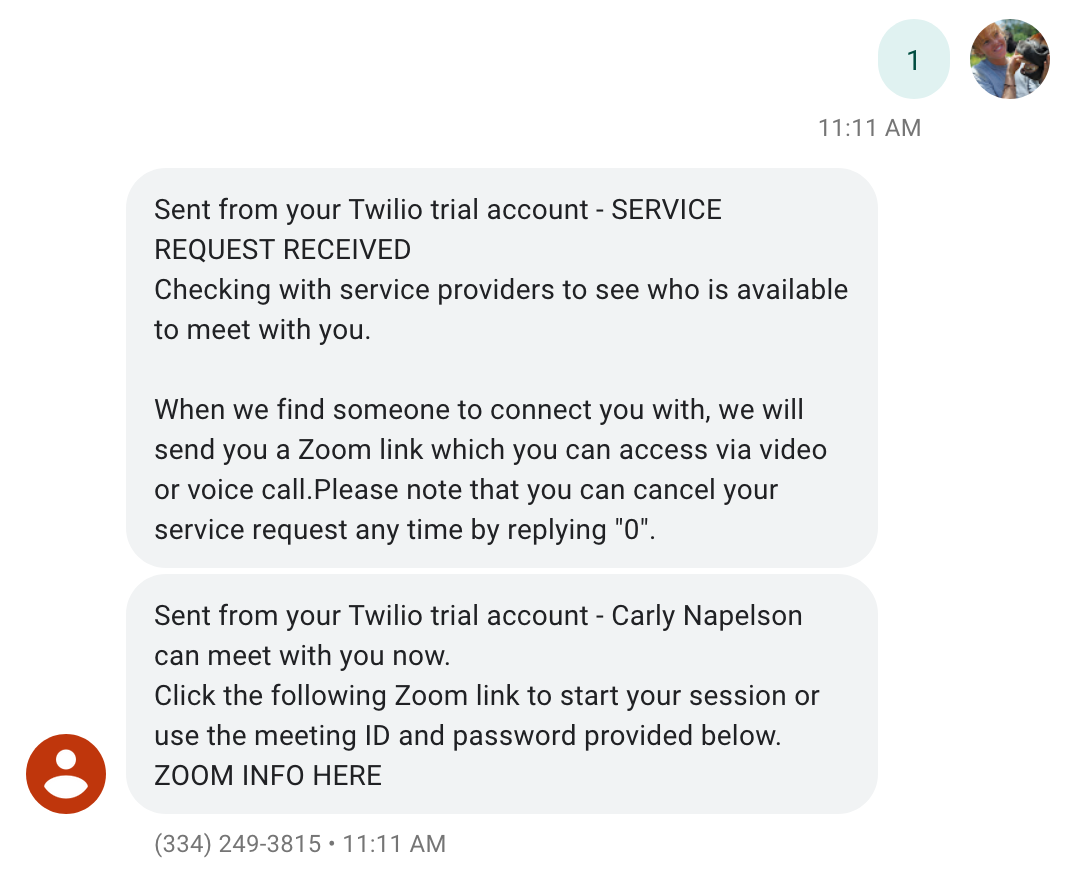 1
11:11 AM
Sent from your Twilio trial account - SERVICE
REQUEST RECEIVED
Checking with service providers to see who is available
to meet with you.
When we find someone to connect you with, we will
send you a Zoom link which you can access via video
or voice call.Please note that you can cancel your
service request any time by replying "0".
Sent from your Twilio trial account - Carly Napelson
can meet with you now.
Click the following Zoom link to start your session or
use the meeting ID and password provided below.
ZOOM INFO HERE
(334) 249-3815 • 11:11 AM